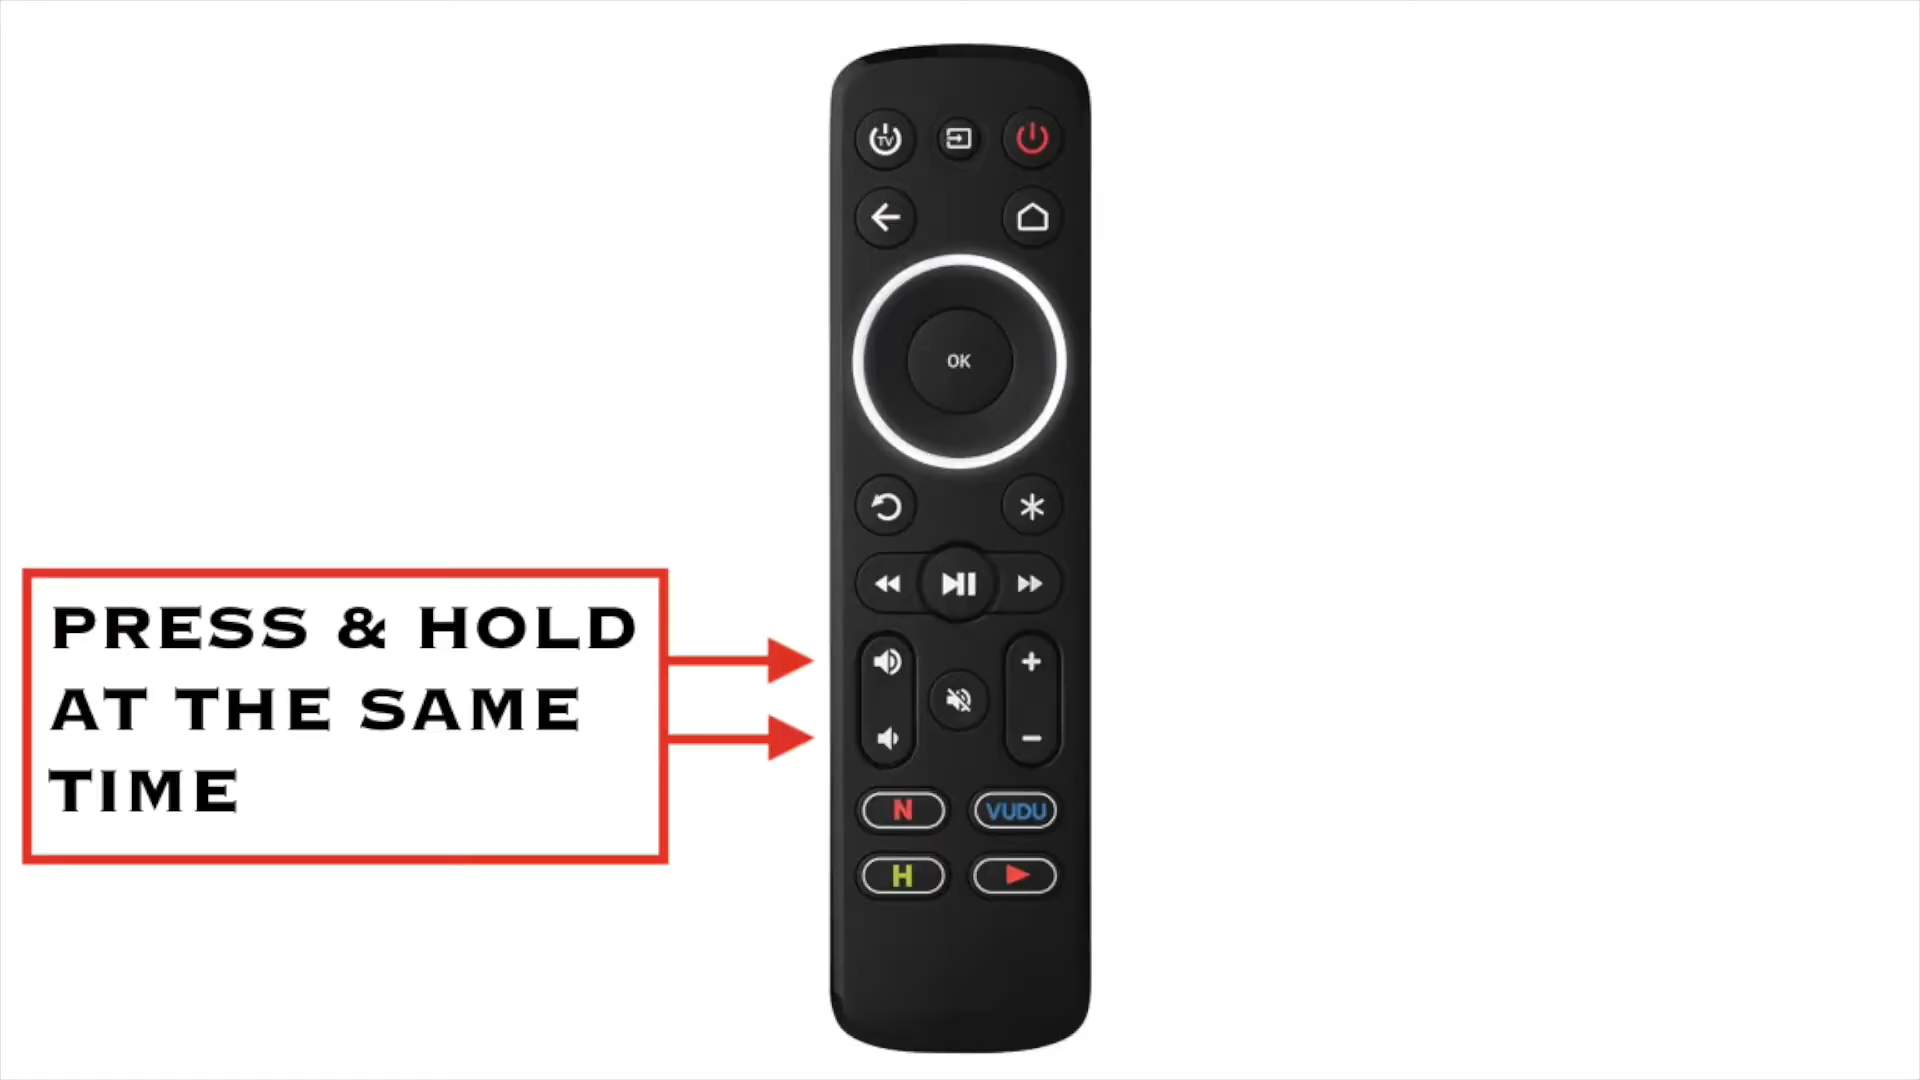 TV
OK
PRESS & HOLD
AT THE SAME
TIME
N
VUDU
H